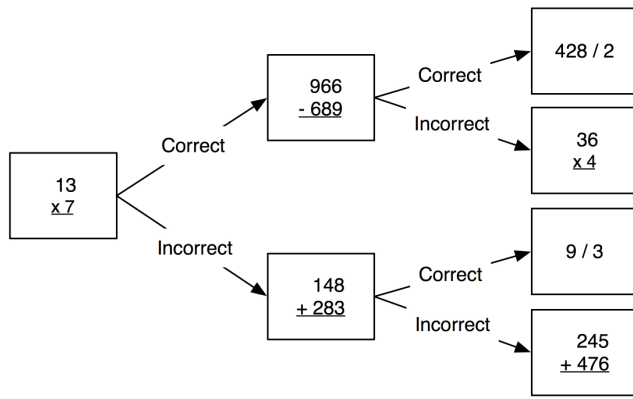 13
x 7
Correct
Incorrect
966
- 689
148
+ 283
Correct
Incorrect
Correct
Incorrect
428 / 2
36
x 4
9 / 3
245
+ 476